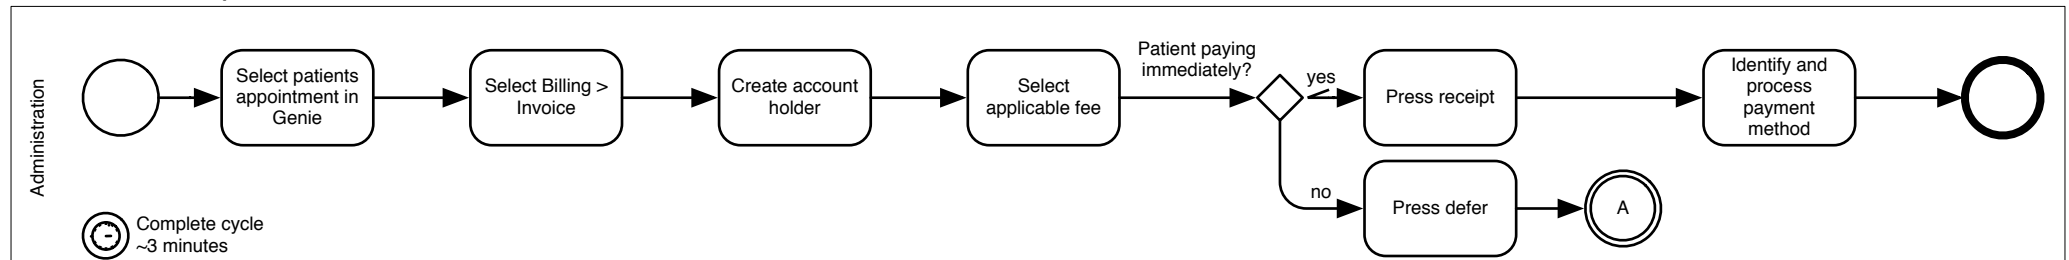 Administration
Select patients
appointment in
Genie
Select Billing >
Invoice
Create account
holder
Select
applicable fee
Patient paying
immediately?
yes
Press receipt
Identify and
process
payment
method
no
Press defer
A
Complete cycle
~3 minutes